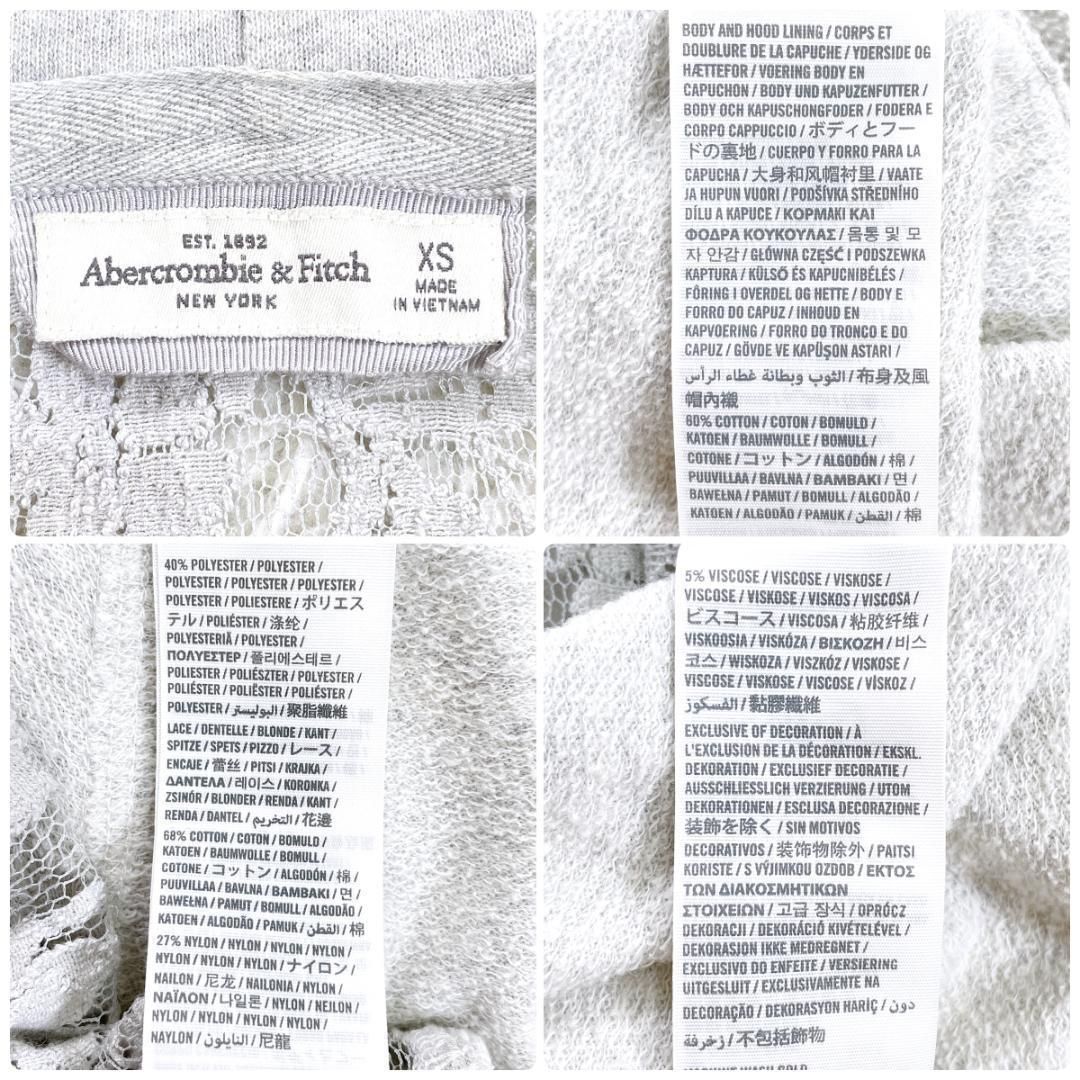 EST. 1892
Abercrombie & Fitch
NEW YORK
XS
MADE
IN VIETNAM
BODY AND HOOD LINING / CORPS ET
DOUBLURE DE LA CAPUCHE / YDERSIDE OG
HÆTTEFOR / VOERING BODY EN
CAPUCHON / BODY UND KAPUZENFUTTER /
BODY OCH KAPUSCHONGFODER / FODERA E
CORPO CAPPUCCIO / ボディとフー
ドの裏地 / CUERPO Y FORRO PARA LA
CAPUCHA / 大身和风帽衬里 / VAATE
JA HUPUN VUORI / PODŠÍVKA STŘEDNÍHO
DÍLU A KAPUCE / ΚΟΡΜΑΚΙ ΚΑΙ
ΦΟΔΡΑ ΚΟΥΚΟΥΛΑΣ / 몸통 및 모
자 안감 / GŁÓWNA CZĘŚĆ I PODSZEWKA
KAPTURA / KÜLSŐ ÉS KAPUCNIBÉLÉS /
FÔRING I OVERDEL OG HETTE / BODY E
FORRO DO CAPUZ / INHOUD EN
KAPVOERING / FORRO DO TRONCO E DO
CAPUZ / GÖVDE VE KAPÜŞON ASTARI /
الثوب وبطانة غطاء الرأس / 布身及風
帽內襯
60% COTTON / COTON / BOMULD /
KATOEN / BAUMWOLLE / BOMULL /
COTONE / コットン / ALGODÓN / 棉 /
PUUVILLAA / BAVLNA / ΒΑΜΒΑΚΙ / 면 /
BAWEŁNA / PAMUT / BOMULL / ALGODÃO /
KATOEN / ALGODÃO / PAMUK / القطن / 棉
40% POLYESTER / POLYESTER /
POLYESTER / POLYESTER / POLYESTER /
POLYESTER / POLIESTERE / ポリエス
テル / POLIÉSTER / 涤纶 /
POLYESTERIÄ / POLYESTER /
ΠΟΛΥΕΣΤΕΡ / 폴리에스테르 /
POLIESTER / POLIÉSZTER / POLYESTER /
POLIÉSTER / POLIËSTER / POLIÉSTER /
POLYESTER / البوليستر / 聚脂纖維
LACE / DENTELLE / BLONDE / KANT /
SPITZE / SPETS / PIZZO / レース /
ENCAJE / 蕾丝 / PITSI / KRAJKA /
ΔΑΝΤΕΛΑ / 레이스 / KORONKA /
ZSINÓR / BLONDER / RENDA / KANT /
RENDA / DANTEL / التخريم / 花邊
68% COTTON / COTON / BOMULD /
KATOEN / BAUMWOLLE / BOMULL /
COTONE / コットン / ALGODÓN / 棉 /
PUUVILLAA / BAVLNA / ΒΑΜΒΑΚΙ / 면 /
BAWEŁNA / PAMUT / BOMULL / ALGODÃO /
KATOEN / ALGODÃO / PAMUK / القطن / 棉
27% NYLON / NYLON / NYLON / NYLON /
NYLON / NYLON / NYLON / ナイロン /
NAILON / 尼龙 / NAILONIA / NYLON /
ΝΑΪΛΟΝ / 나일론 / NYLON / NEJLON /
NYLON / NYLON / NYLON / NYLON /
NAYLON / النايلون / 尼龍
5% VISCOSE / VISCOSE / VISKOSE /
VISCOSE / VISKOSE / VISKOS / VISCOSA /
ビスコース / VISCOSA / 粘胶纤维 /
VISKOOSIA / VISKÓZA / ΒΙΣΚΟΖΗ / 비스
코스 / WISKOZA / VISZKÓZ / VISKOSE /
VISCOSE / VISKOSE / VISCOSE / VİSKOZ /
الفسكوز / 黏膠纖維
EXCLUSIVE OF DECORATION / À
L'EXCLUSION DE LA DÉCORATION / EKSKL.
DEKORATION / EXCLUSIEF DECORATIE /
AUSSCHLIESSLICH VERZIERUNG / UTOM
DEKORATIONEN / ESCLUSA DECORAZIONE /
装飾を除く / SIN MOTIVOS
DECORATIVOS / 装饰物除外 / PAITSI
KORISTE / S VÝJIMKOU OZDOB / ΕΚΤΟΣ
ΤΩΝ ΔΙΑΚΟΣΜΗΤΙΚΩΝ
ΣΤΟΙΧΕΙΩΝ / 고급 장식 / OPRÓCZ
DEKORACJI / DEKORÁCIÓ KIVÉTELÉVEL /
DEKORASJON IKKE MEDREGNET /
EXCLUSIVO DO ENFEITE / VERSIERING
UITGESLUIT / EXCLUSIVAMENTE NA
DECORAÇÃO / DEKORASYON HARİÇ / دون
زخرفة / 不包括飾物
MACHINE WASH COLD